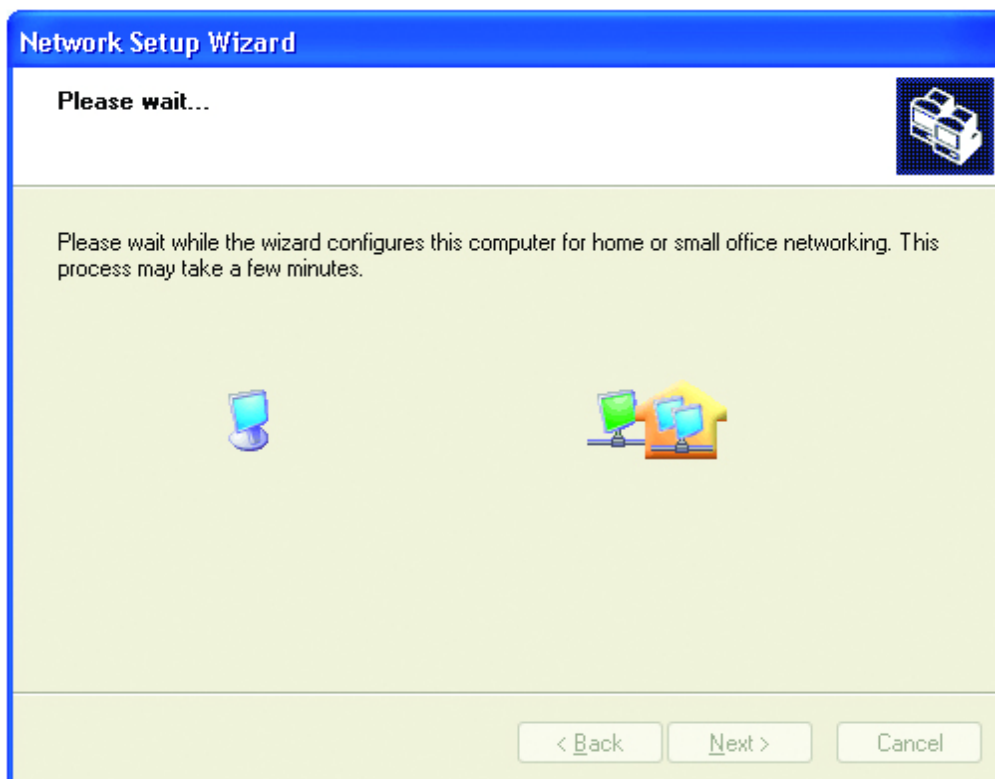 Network Setup Wizard
Please wait...
Please wait while the wizard configures this computer for home or small office networking. This
process may take a few minutes.
< Back
Next >
Cancel